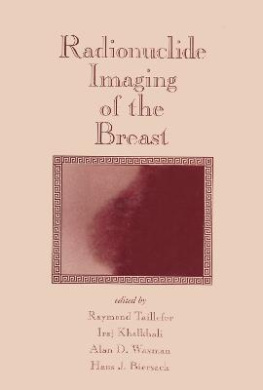 Radionuclide
Imaging
of the
Breast
edited by
Raymond Taillefer
Iraj Khalkhali
Alan D. Waxman
Hans J. Biersack